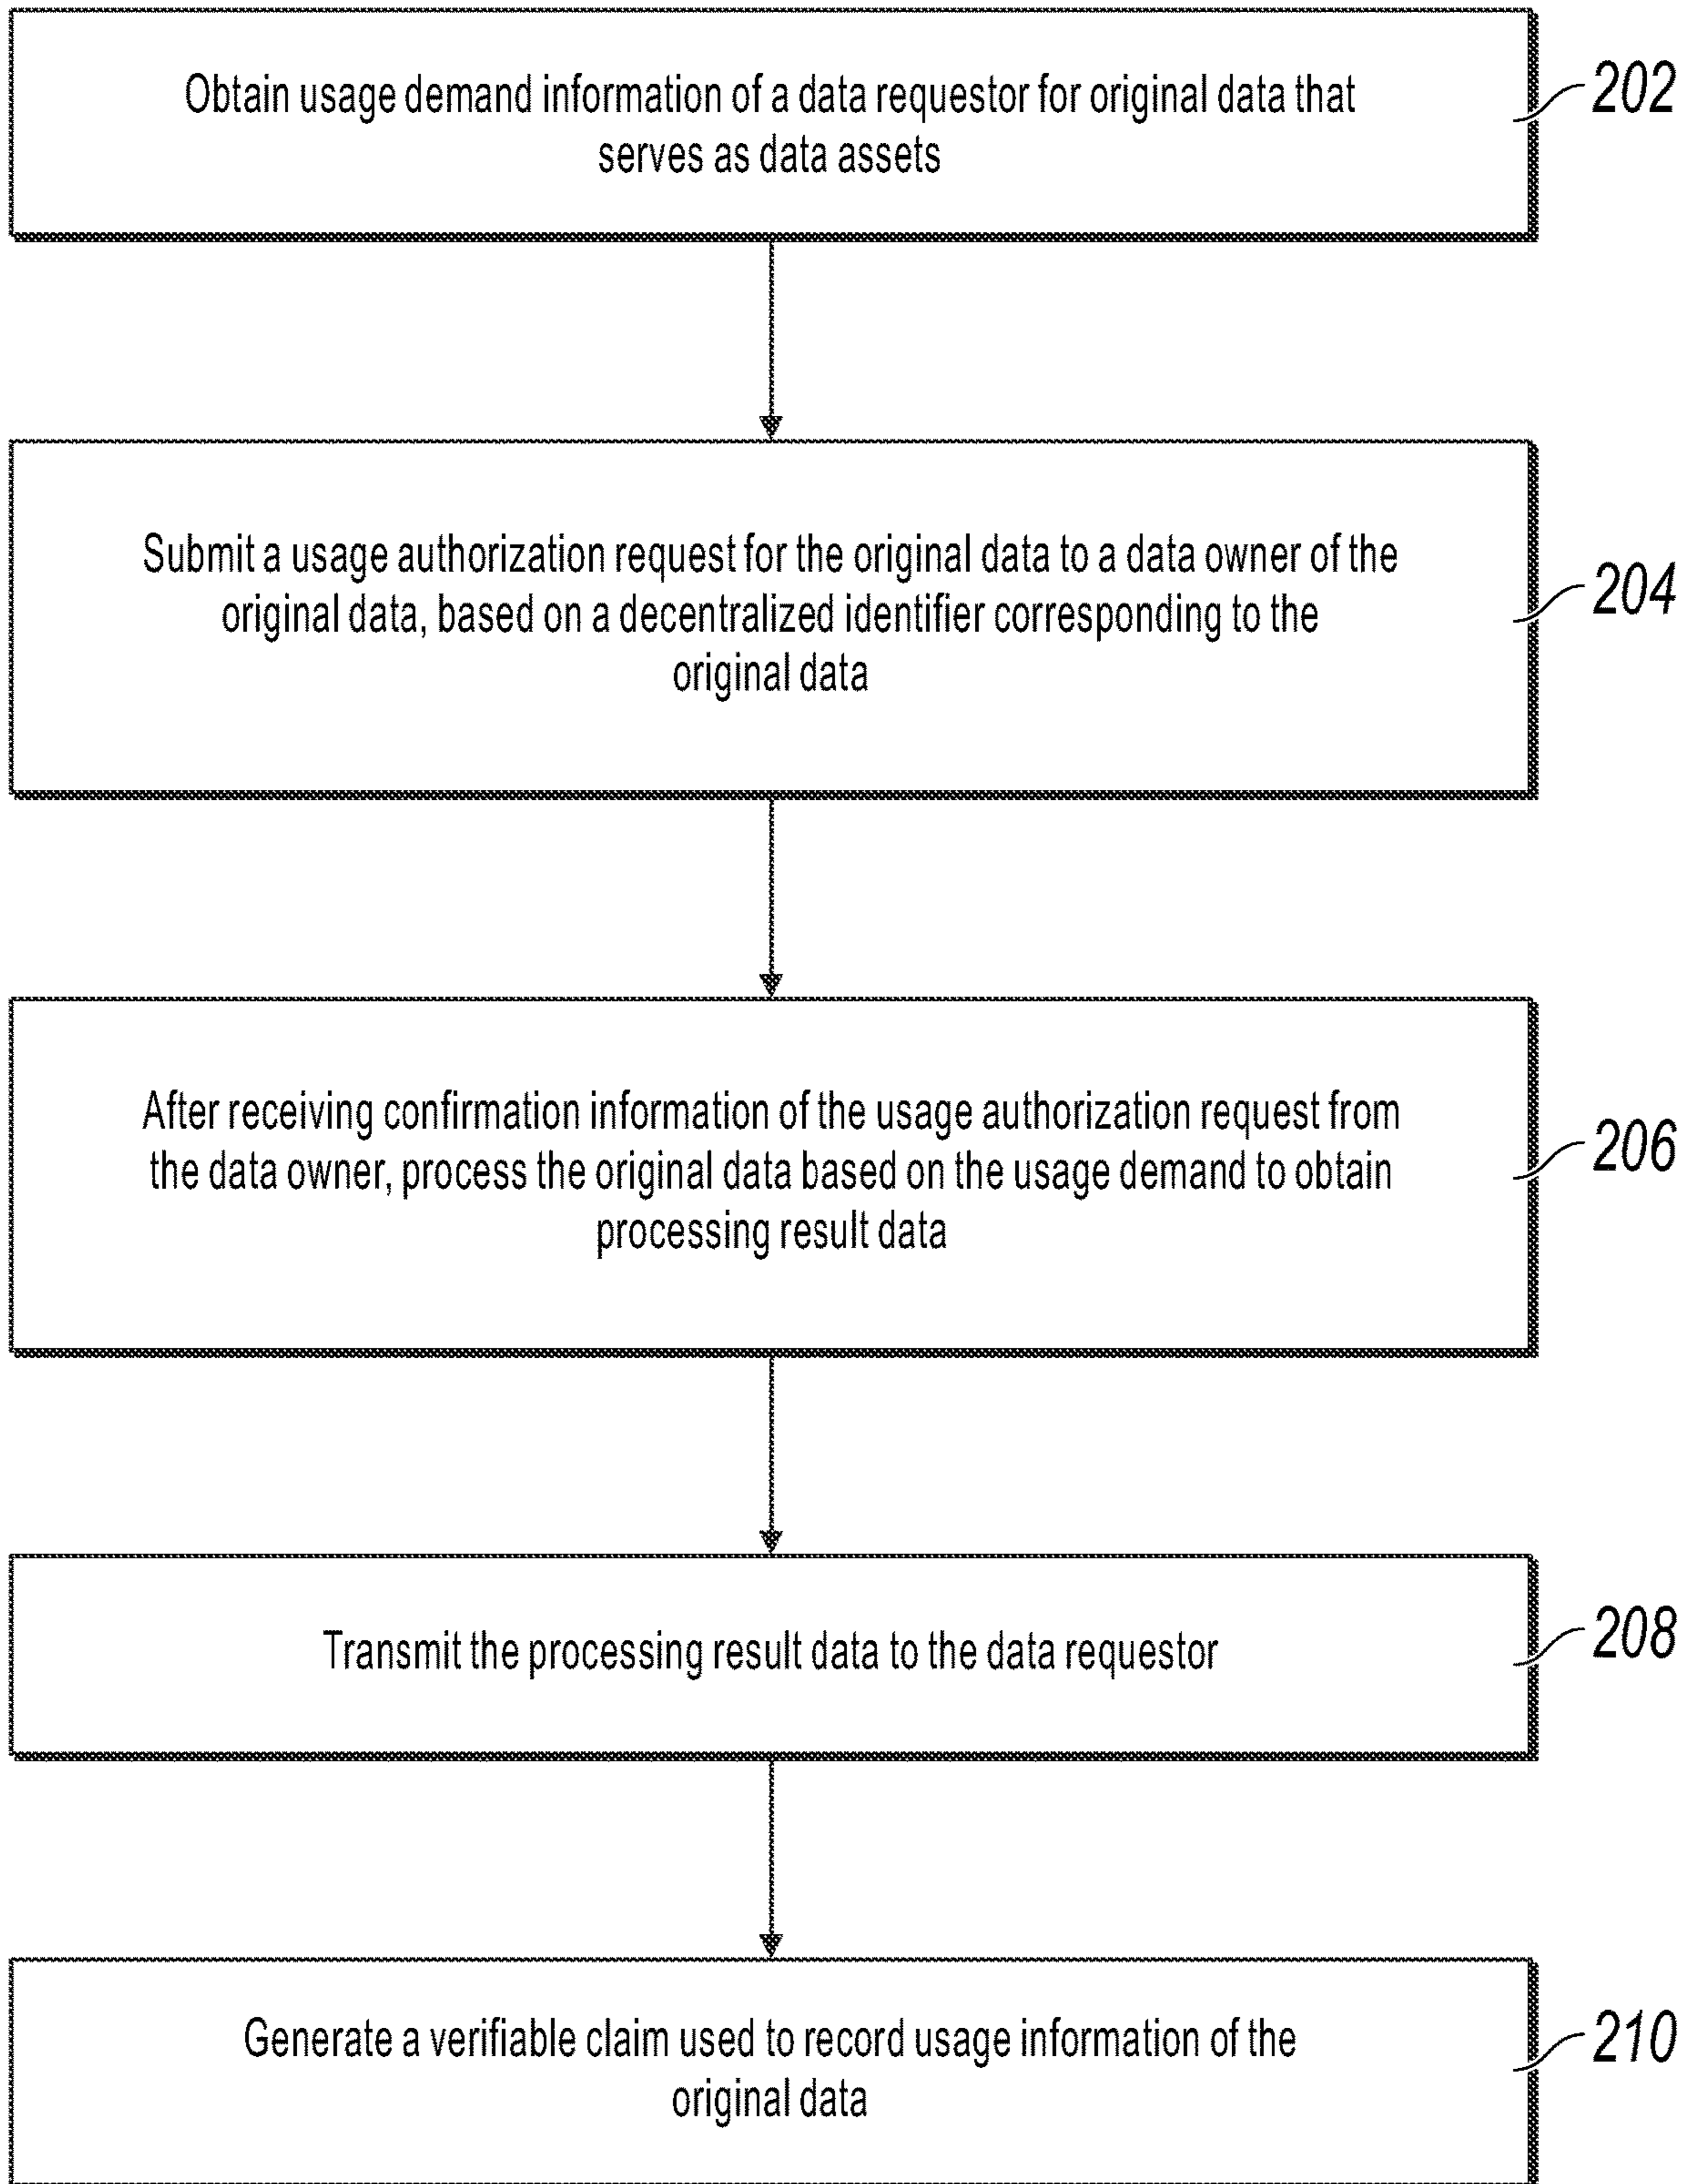 Obtain usage demand information of a data requestor for original data that
serves as data assets
202
Submit a usage authorization request for the original data to a data owner of the
original data, based on a decentralized identifier corresponding to the
original data
204
After receiving confirmation information of the usage authorization request from
the data owner, process the original data based on the usage demand to obtain
processing result data
206
Transmit the processing result data to the data requestor
208
Generate a verifiable claim used to record usage information of the
original data
210